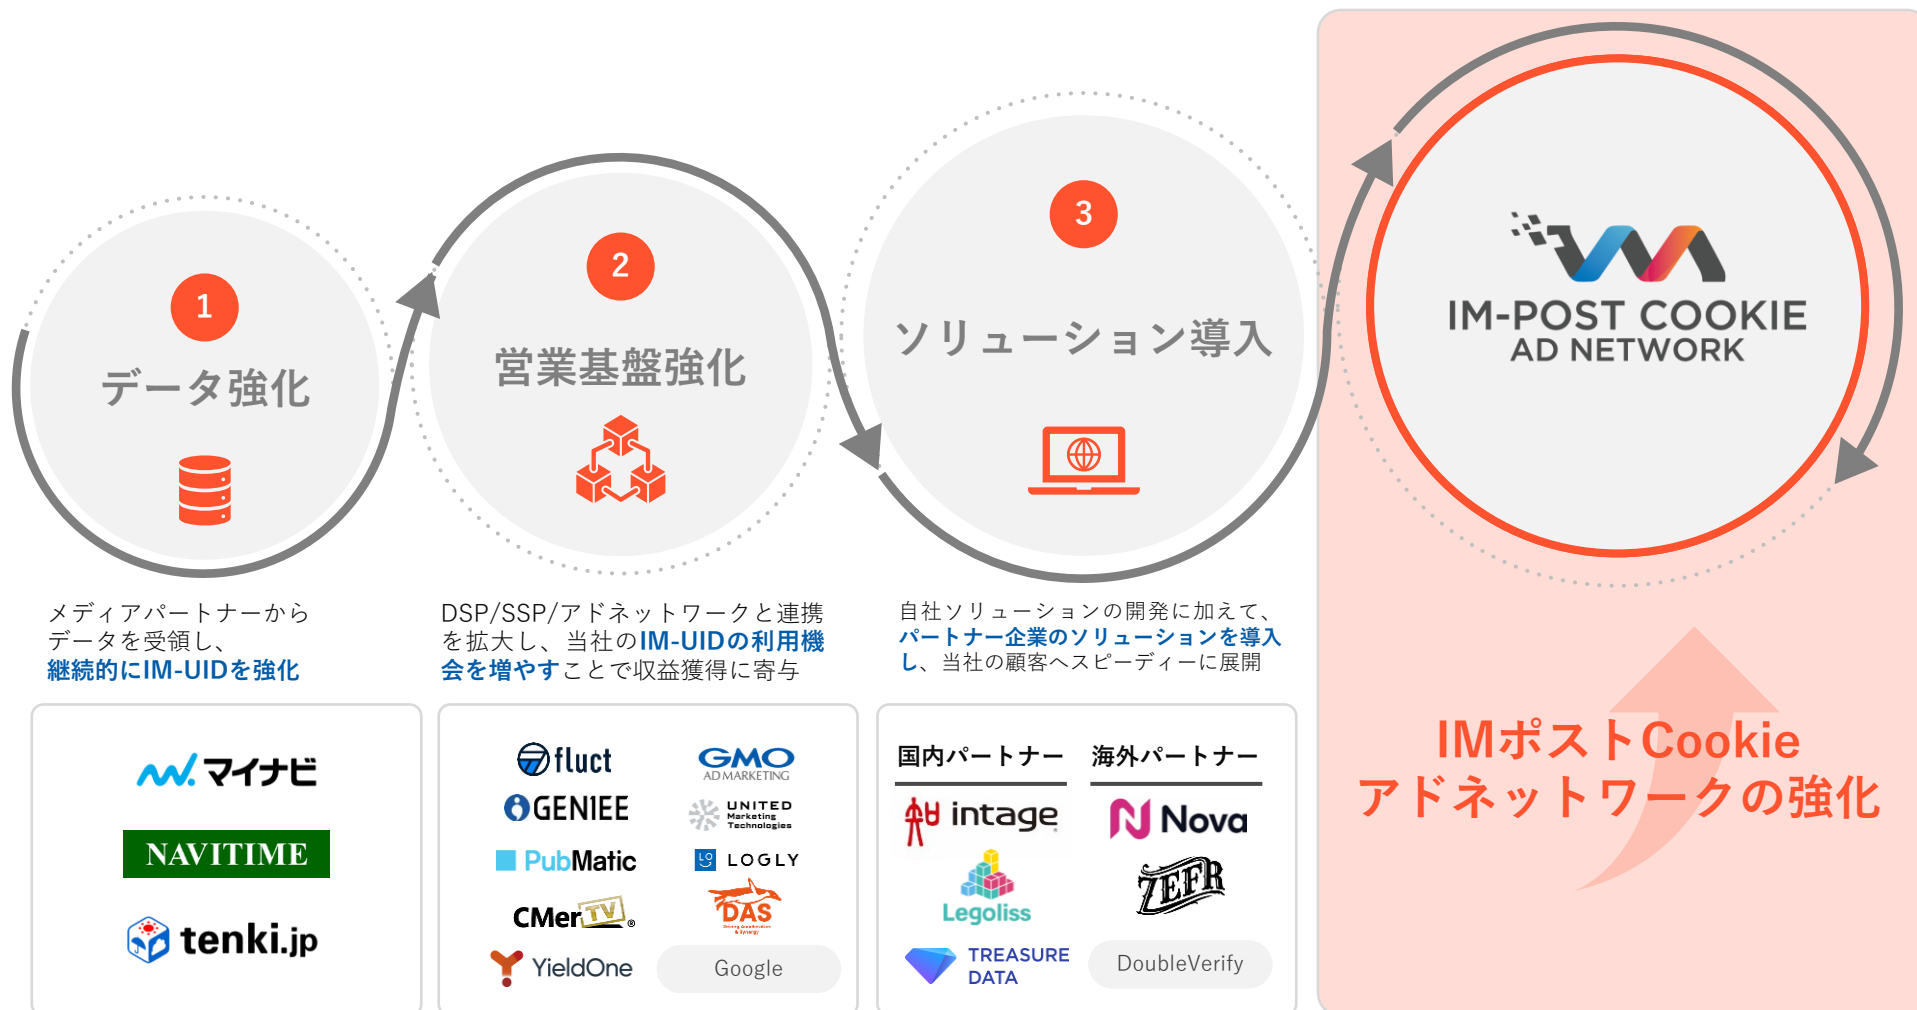 1
データ強化
メディアパートナーから
データを受領し、
継続的にIM-UIDを強化
マイナビ
NAVITIME
tenki.jp
2
営業基盤強化
DSP/SSP/アドネットワークと連携
を拡大し、当社のIM-UIDの利用機
会を増やすことで収益獲得に寄与
fluct
GMO
AD MARKETING
GENIEE
UNITED
Marketing
Technologies
PubMatic
LOGLY
CMerTV®
DAS
YieldOne
Google
3
ソリューション導入
自社ソリューションの開発に加えて、
パートナー企業のソリューションを導入
し、当社の顧客へスピーディーに展開
国内パートナー
intage
Legoliss
TREASURE
DATA
海外パートナー
Nova
ZEFR
DoubleVerify
IM-POST COOKIE
AD NETWORK
IMポストCookie
アドネットワークの強化